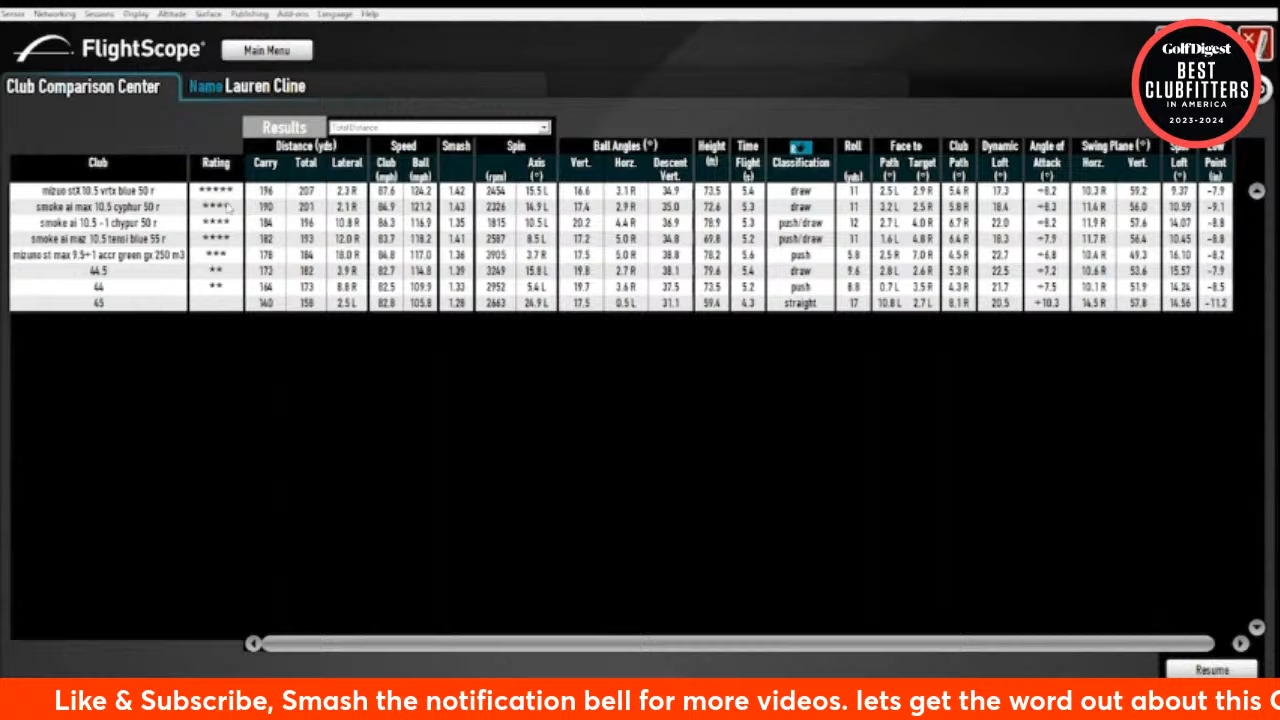 Sensor Networking Sessions Display Altitude Surface Publishing Add-ons Language Help
FlightScope
Main Menu
GolfDigest
BEST
CLUBFITTERS
IN AMERICA
2023-2024
Club Comparison Center
Name Lauren Cline
Results TotalDistance
Distance (yds) Speed Smash Spin Ball Angles (°) Height Time Roll Face to Club Dynamic Angle of Swing Plane (°)
Club Rating Carry Total Lateral Club Ball Axis Vert. Horz. Descent (ft) Flight Classification Path Target Path Loft Attack Horz. Vert. Loft Point
(mph) (mph) (rpm) (°) Vert. (s) (yds) (°) (°) (°) (°) (°) (°) (in)
mizuo stX 10.5 vrtx blue 50 r ***** 196 207 2.3 R 87.6 124.2 1.42 2454 15.5 L 16.6 3.1 R 34.9 73.5 5.4 draw 11 2.5 L 2.9 R 5.4 R 17.3 +8.2 10.3 R 59.2 9.37 -7.9
smoke ai max 10.5 cyphur 50 r 190 201 2.1 R 84.9 121.2 1.43 2326 14.9 L 17.4 2.9 R 35.0 72.6 5.3 draw 11 3.2 L 2.5 R 5.8 R 18.4 +8.3 11.4 R 56.0 10.59 -9.1
smoke ai 10.5 -1 chypur 50 r **** 184 196 10.8 R 86.3 116.9 1.35 1815 10.5 L 20.2 4.4 R 36.9 78.9 5.3 push/draw 12 2.7 L 4.0 R 6.7 R 22.0 +8.2 11.9 R 57.6 14.07 -8.8
smoke ai maz 10.5 tensi blue 55 r **** 182 193 12.0 R 83.7 118.2 1.41 2587 8.5 L 17.2 5.0 R 34.8 69.8 5.2 push/draw 11 1.6 L 4.8 R 6.4 R 18.3 +7.9 11.7 R 56.4 10.45 -8.8
mizuno st max 9.5+1 accr green gx 250 m3 *** 178 184 18.0 R 84.8 117.0 1.36 3905 3.7 R 17.5 5.0 R 38.8 78.2 5.6 push 5.8 2.5 R 7.0 R 4.5 R 22.7 +6.8 10.4 R 49.3 16.10 -8.2
44.5 ** 173 182 3.9 R 82.7 114.8 1.39 3249 15.8 L 19.8 2.7 R 38.1 79.6 5.4 draw 9.6 2.8 L 2.6 R 5.3 R 22.5 +7.2 10.6 R 53.6 15.57 -7.9
44 ** 164 173 8.8 R 82.5 109.9 1.33 2952 5.4 L 19.7 3.6 R 37.5 73.5 5.2 push 8.8 0.7 L 3.5 R 4.3 R 21.7 +7.5 10.1 R 51.9 14.24 -8.5
45 140 158 2.5 L 82.8 105.8 1.28 2663 24.9 L 17.5 0.5 L 31.1 59.4 4.3 straight 17 10.8 L 2.7 L 8.1 R 20.5 +10.3 14.5 R 57.8 14.56 -11.2
Resume
Like & Subscribe, Smash the notification bell for more videos. lets get the word out about this